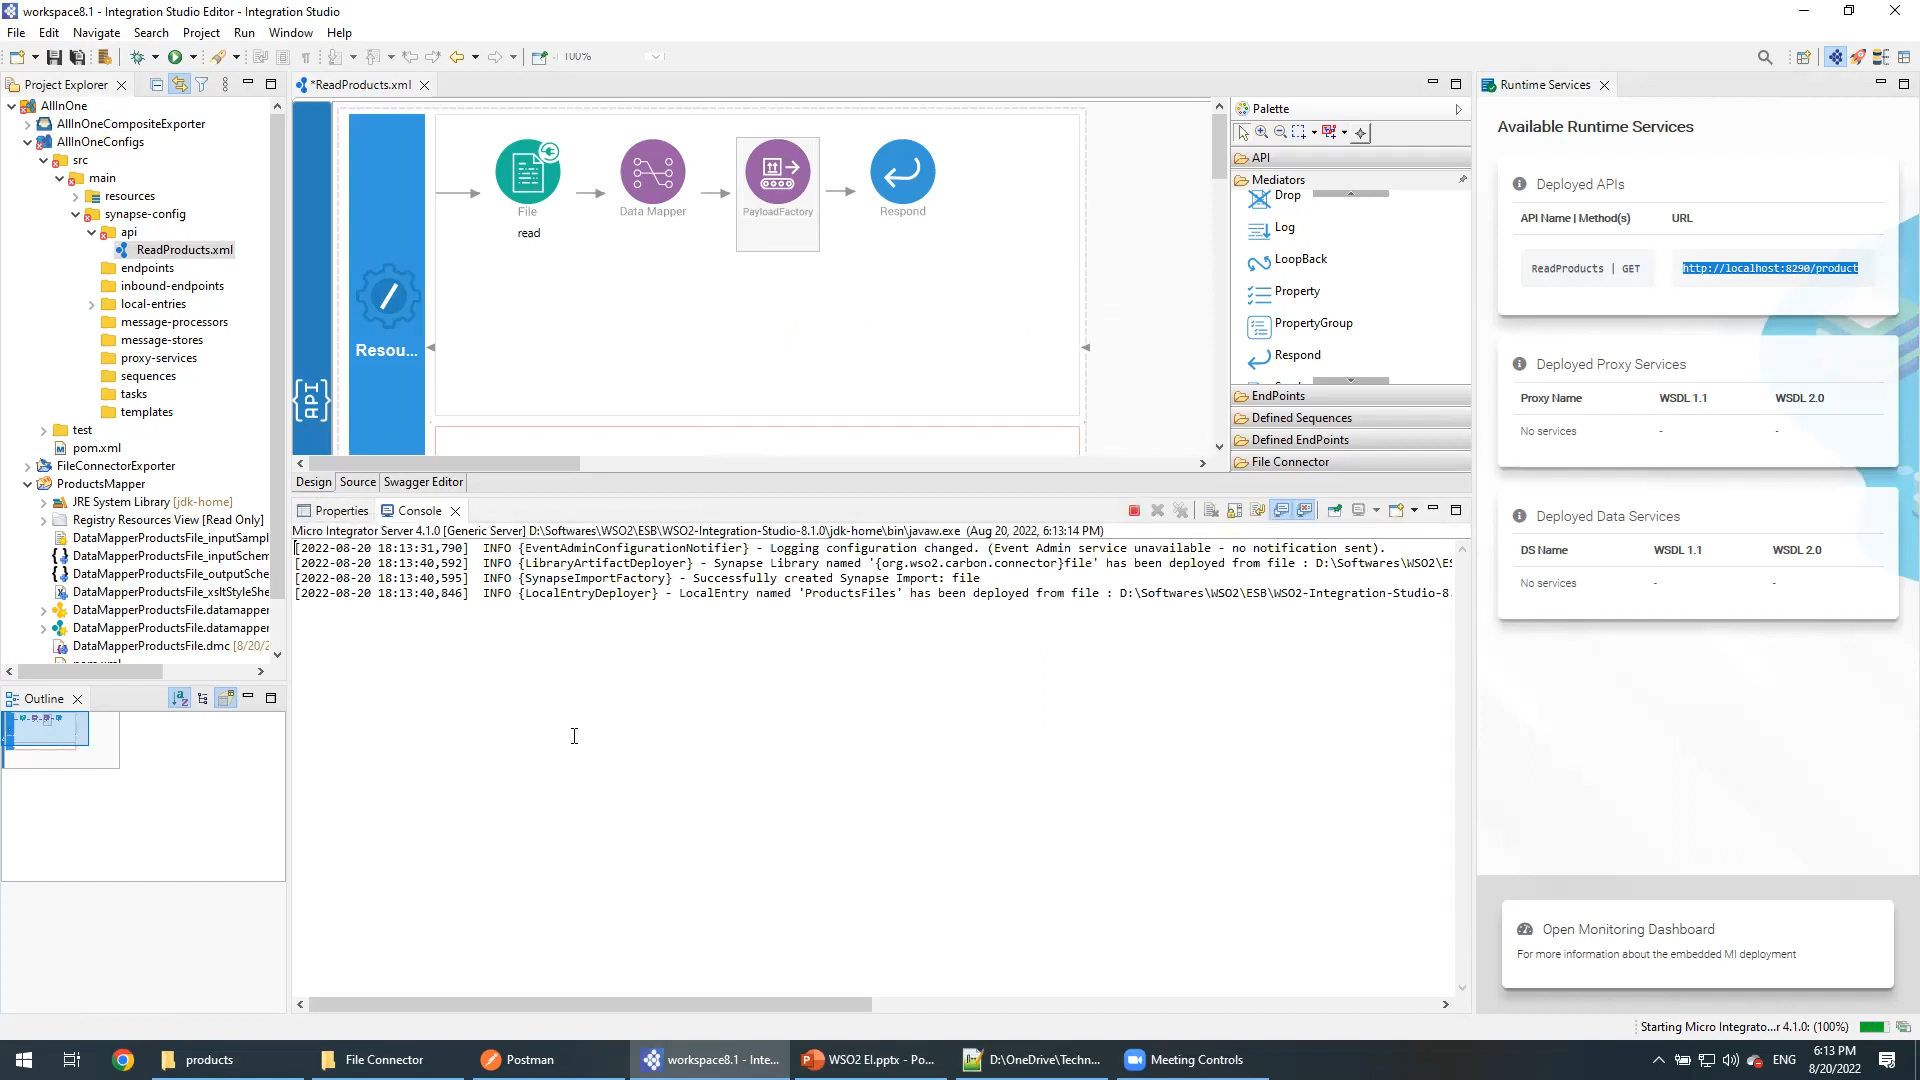 workspace8.1 - Integration Studio Editor - Integration Studio
File Edit Navigate Search Project Run Window Help
100%
Project Explorer
AllInOne
AllInOneCompositeExporter
AllInOneConfigs
src
main
resources
synapse-config
api
ReadProducts.xml
endpoints
inbound-endpoints
local-entries
message-processors
message-stores
proxy-services
sequences
tasks
templates
test
pom.xml
FileConnectorExporter
ProductsMapper
JRE System Library [jdk-home]
Registry Resources View [Read Only]
DataMapperProductsFile_inputSampl
DataMapperProductsFile_inputSchem
DataMapperProductsFile_outputSche
DataMapperProductsFile_xsltStyleShe
DataMapperProductsFile.datamapper
DataMapperProductsFile.datamapper
DataMapperProductsFile.dmc [8/20/2
Outline
*ReadProducts.xml
{API}
Resou...
File
read
Data Mapper
PayloadFactory
Respond
Design Source Swagger Editor
Palette
API
Mediators
Drop
Log
LoopBack
Property
PropertyGroup
Respond
EndPoints
Defined Sequences
Defined EndPoints
File Connector
Properties Console
Micro Integrator Server 4.1.0 [Generic Server] D:\Softwares\WSO2\ESB\WSO2-Integration-Studio-8.1.0\jdk-home\bin\javaw.exe (Aug 20, 2022, 6:13:14 PM)
[2022-08-20 18:13:31,790] INFO {EventAdminConfigurationNotifier} - Logging configuration changed. (Event Admin service unavailable - no notification sent).
[2022-08-20 18:13:40,592] INFO {LibraryArtifactDeployer} - Synapse Library named '{org.wso2.carbon.connector}file' has been deployed from file : D:\Softwares\WSO2\ES
[2022-08-20 18:13:40,595] INFO {SynapseImportFactory} - Successfully created Synapse Import: file
[2022-08-20 18:13:40,846] INFO {LocalEntryDeployer} - LocalEntry named 'ProductsFiles' has been deployed from file : D:\Softwares\WSO2\ESB\WSO2-Integration-Studio-8.
Runtime Services
Available Runtime Services
Deployed APIs
API Name | Method(s) URL
ReadProducts | GET http://localhost:8290/product
Deployed Proxy Services
Proxy Name WSDL 1.1 WSDL 2.0
No services - -
Deployed Data Services
DS Name WSDL 1.1 WSDL 2.0
No services - -
Open Monitoring Dashboard
For more information about the embedded MI deployment
Starting Micro Integrato...r 4.1.0: (100%)
products
File Connector
Postman
workspace8.1 - Inte...
WSO2 EI.pptx - Po...
D:\OneDrive\Techn...
Meeting Controls
ENG
6:13 PM
8/20/2022